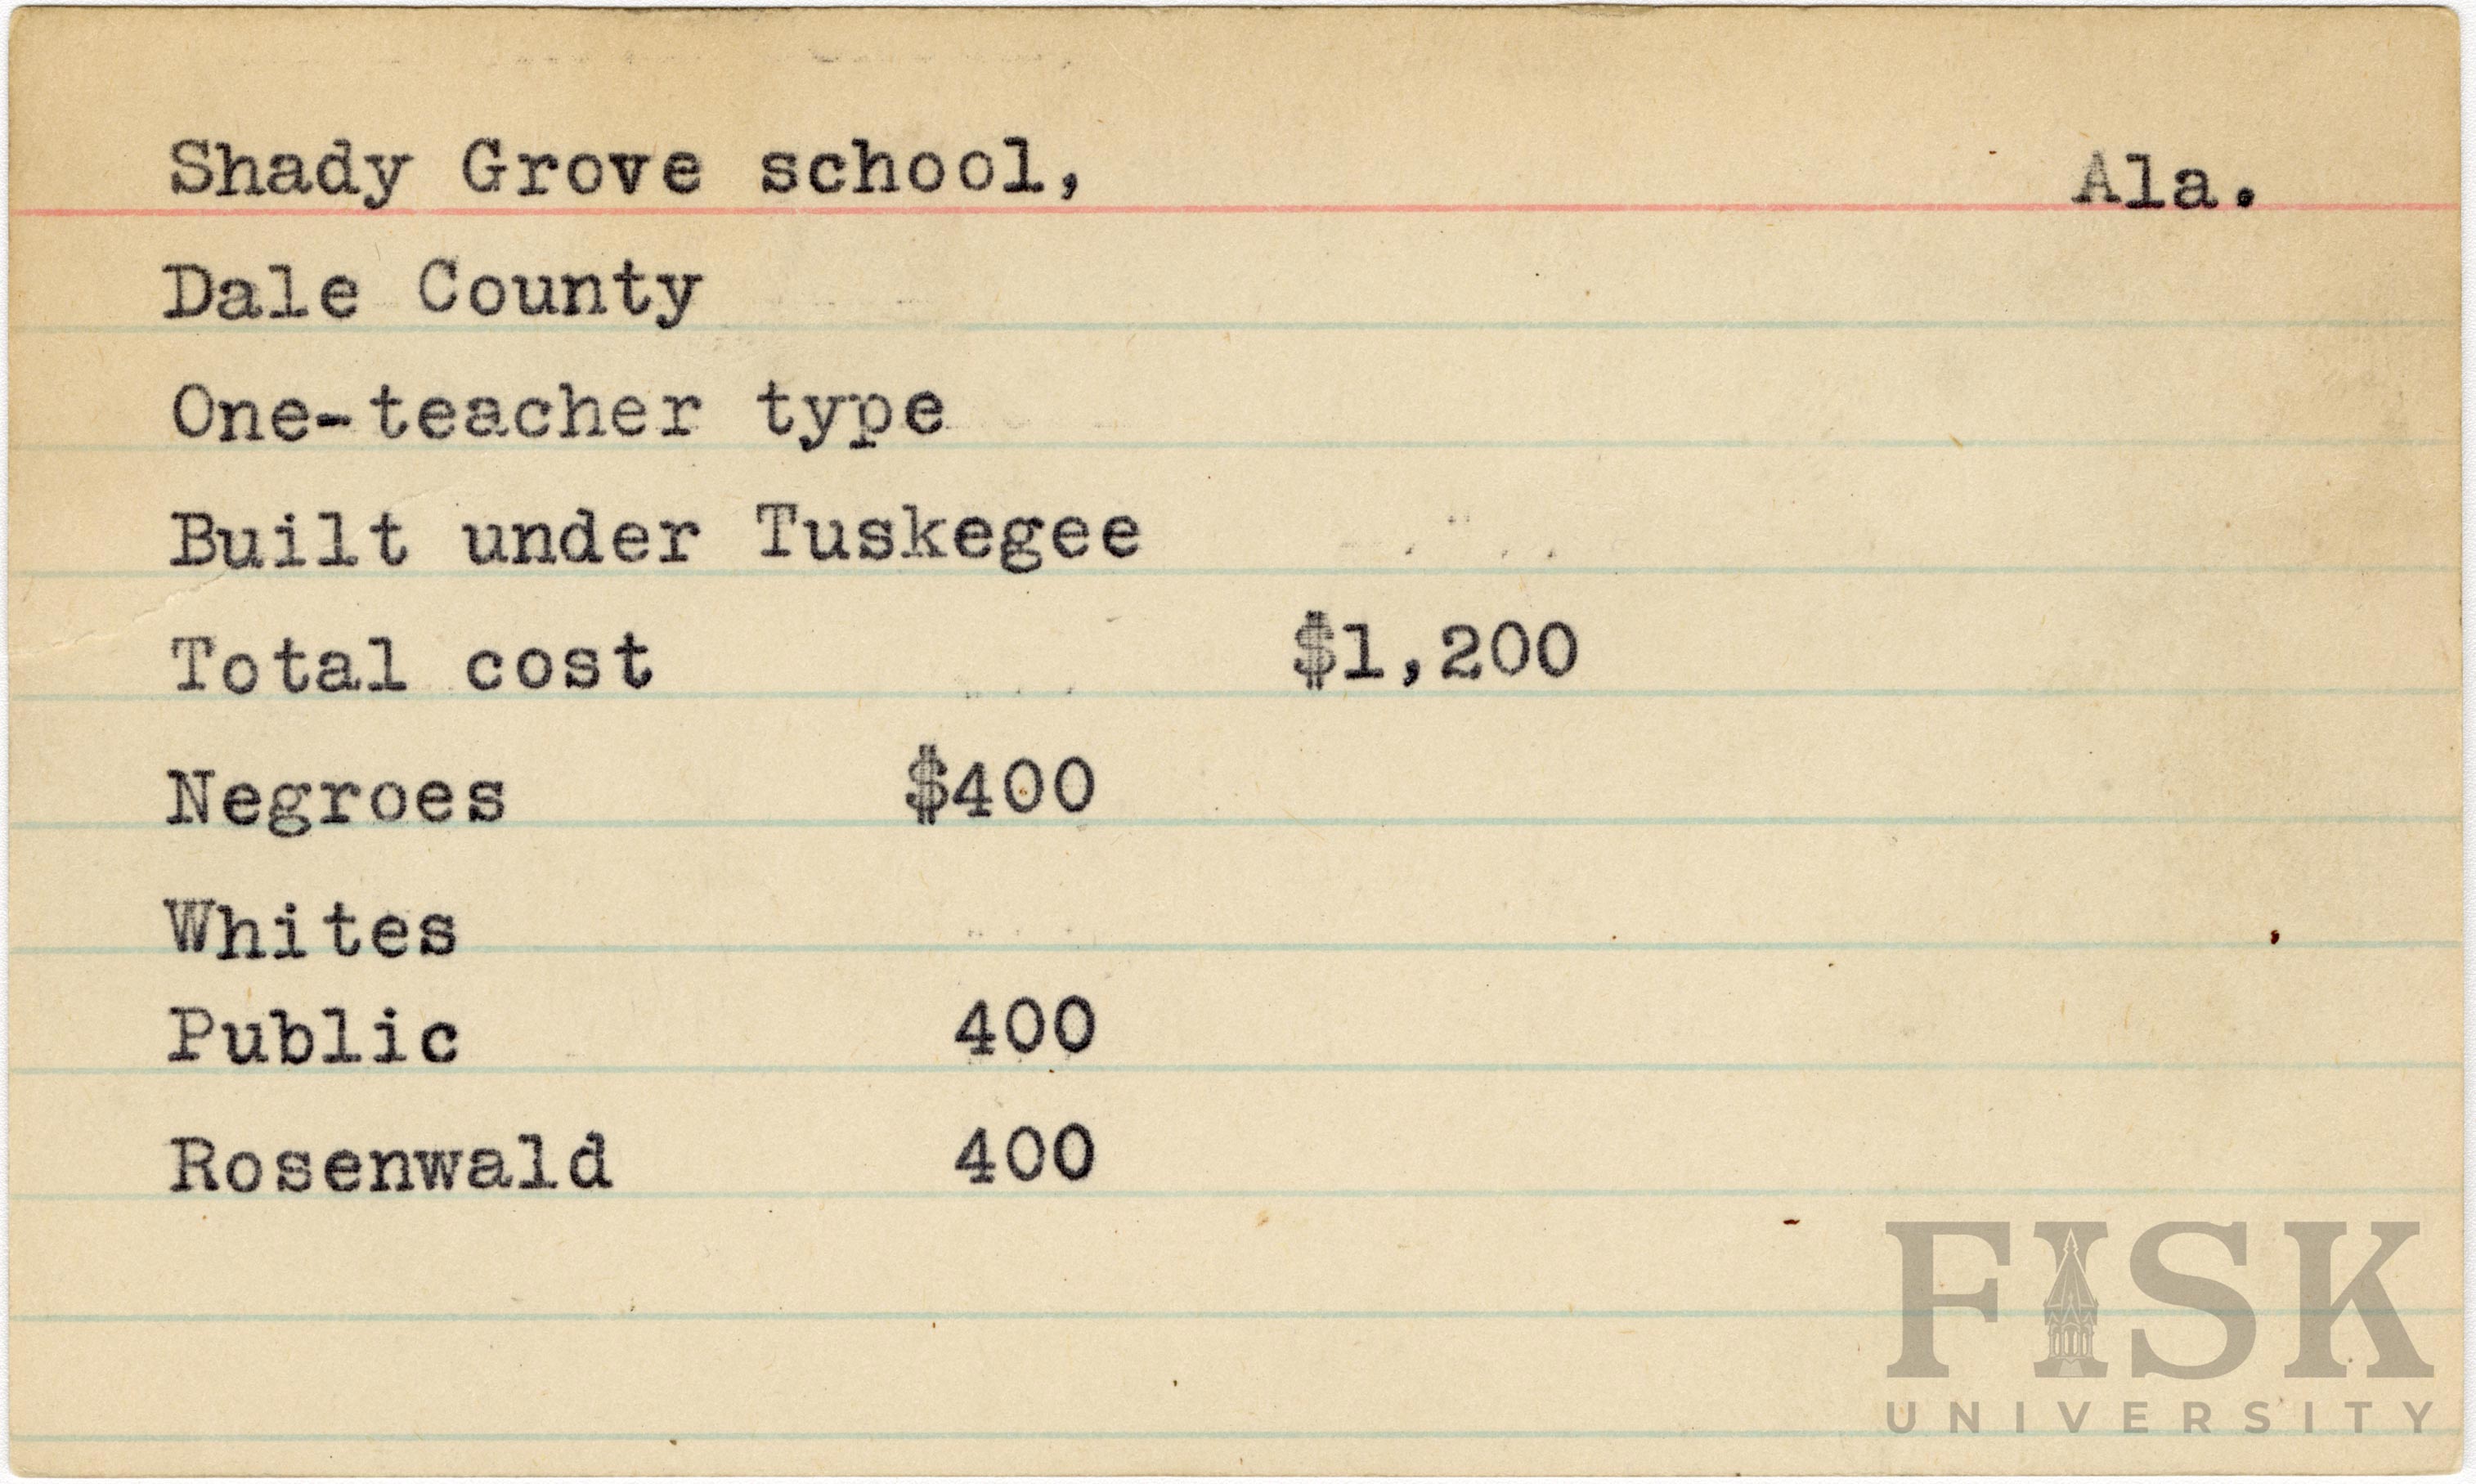 Shady Grove school, Ala.
Dale County
One-teacher type
Built under Tuskegee
Total cost $1,200
Negroes $400
Whites
Public 400
Rosenwald 400
FISK
UNIVERSITY